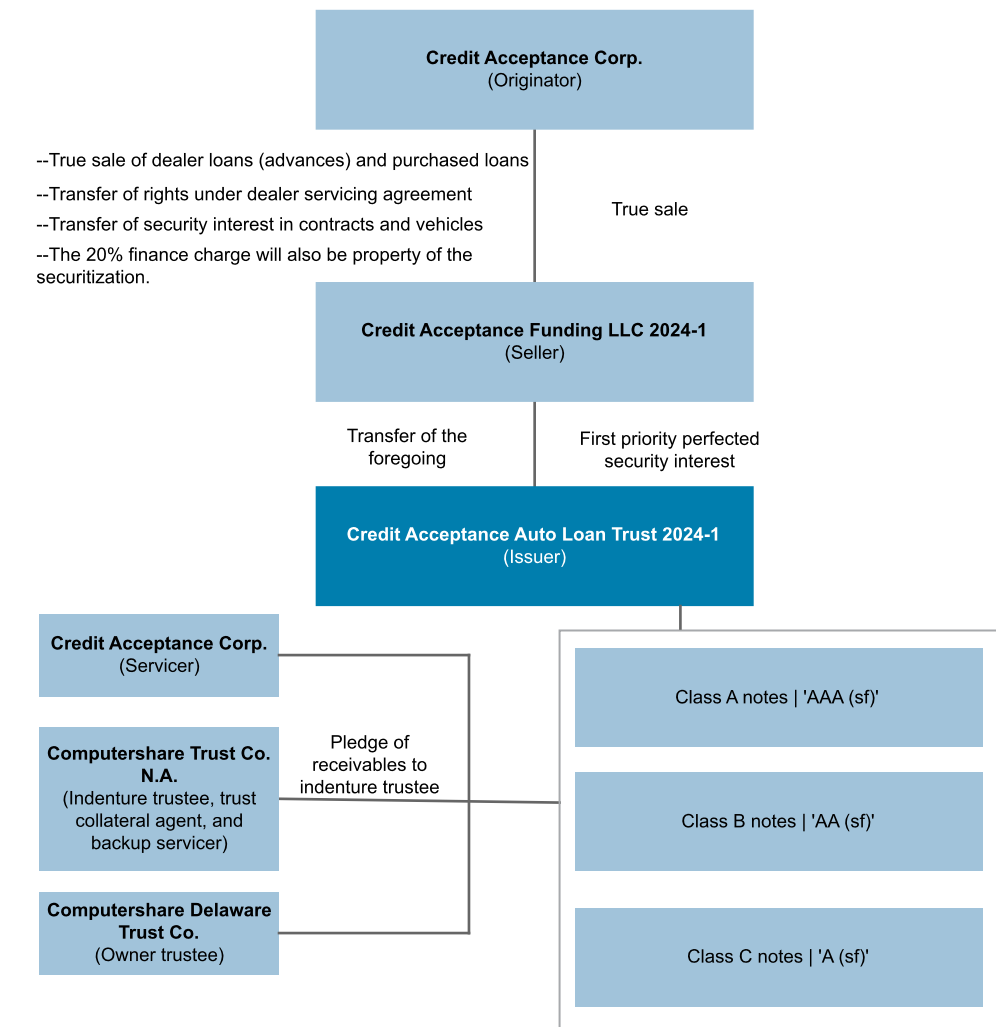 Credit Acceptance Corp.
(Originator)
--True sale of dealer loans (advances) and purchased loans
--Transfer of rights under dealer servicing agreement
--Transfer of security interest in contracts and vehicles
--The 20% finance charge will also be property of the
securitization.
True sale
Credit Acceptance Funding LLC 2024-1
(Seller)
Transfer of the
foregoing
First priority perfected
security interest
Credit Acceptance Auto Loan Trust 2024-1
(Issuer)
Credit Acceptance Corp.
(Servicer)
Computershare Trust Co.
N.A.
(Indenture trustee, trust
collateral agent, and
backup servicer)
Computershare Delaware
Trust Co.
(Owner trustee)
Pledge of
receivables to
indenture trustee
Class A notes | 'AAA (sf)'
Class B notes | 'AA (sf)'
Class C notes | 'A (sf)'